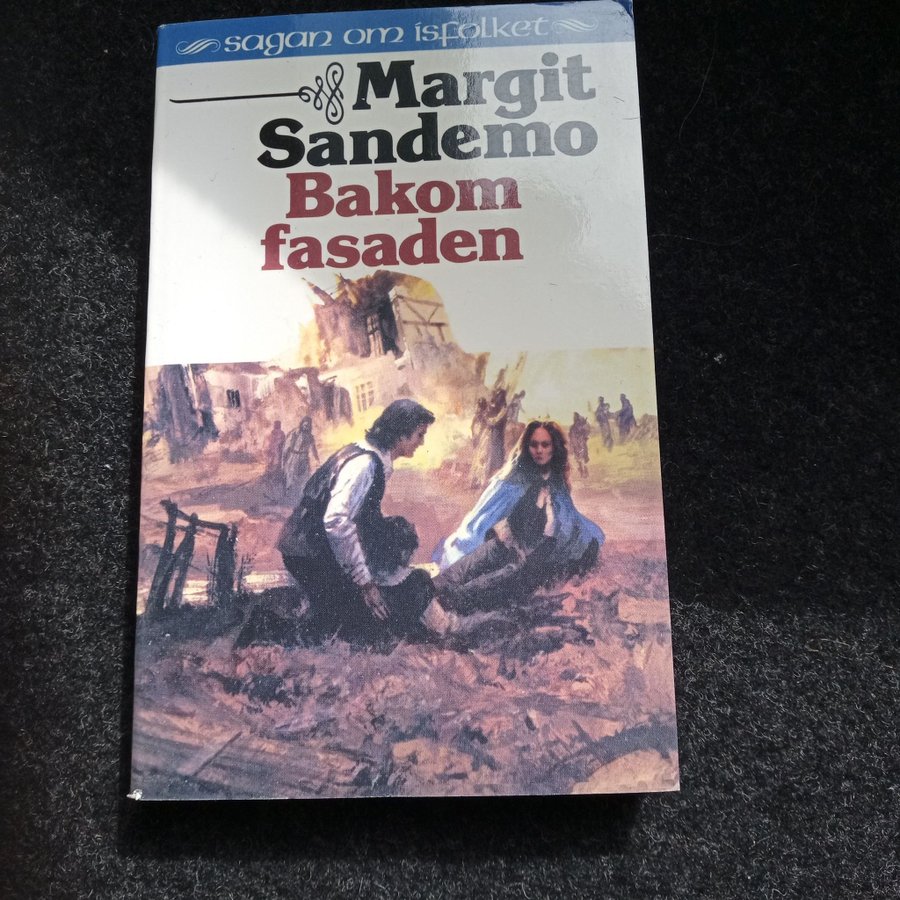 sagan om isfolket
Margit
Sandemo
Bakom
fasaden